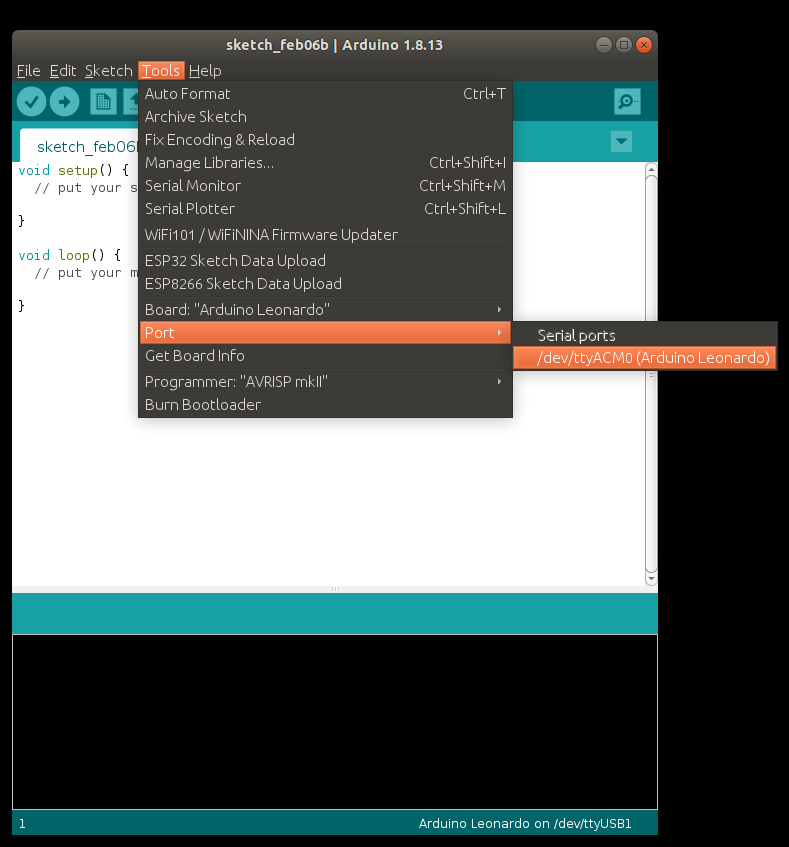 sketch_feb06b | Arduino 1.8.13
File Edit Sketch Tools Help
Auto Format Ctrl+T
Archive Sketch
Fix Encoding & Reload
Manage Libraries... Ctrl+Shift+I
Serial Monitor Ctrl+Shift+M
Serial Plotter Ctrl+Shift+L
WiFi101 / WiFiNINA Firmware Updater
ESP32 Sketch Data Upload
ESP8266 Sketch Data Upload
Board: "Arduino Leonardo"
Port
Get Board Info
Programmer: "AVRISP mkII"
Burn Bootloader
Serial ports
/dev/ttyACM0 (Arduino Leonardo)
sketch_feb06b
void setup() {
// put your s
}
void loop() {
// put your m
}
1 Arduino Leonardo on /dev/ttyUSB1